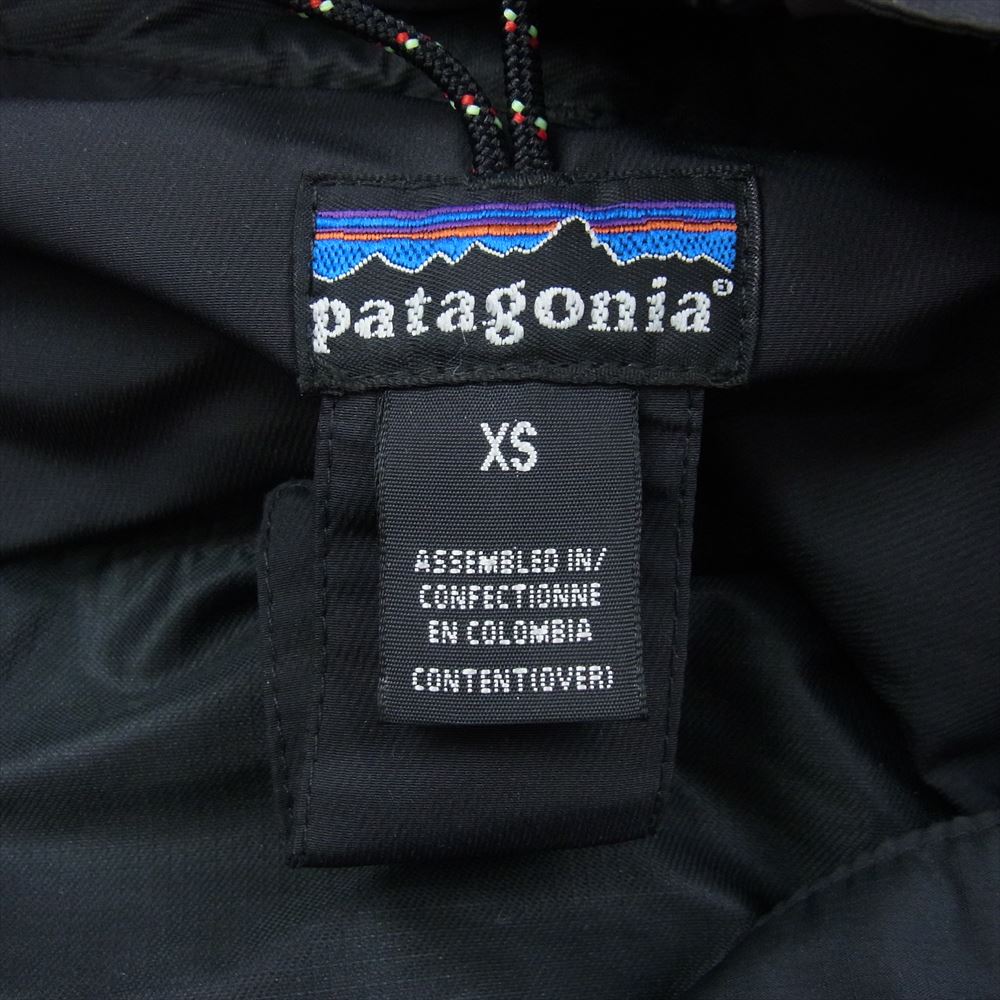 patagonia®
XS
ASSEMBLED IN/
CONFECTIONNE
EN COLOMBIA
CONTENT(OVER)